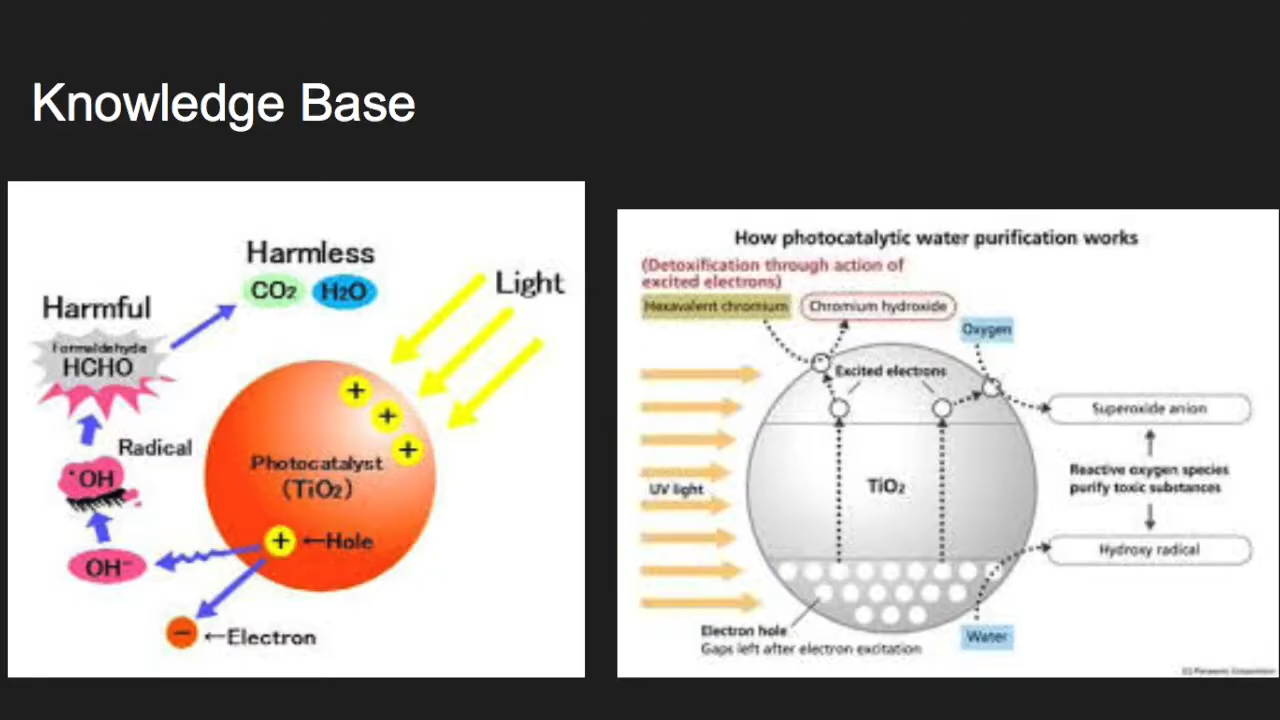 Knowledge Base
Harmless
CO₂ H₂O
Light
Harmful
Formaldehyde
HCHO
Radical
·OH
Photocatalyst
(TiO₂)
+ ←Hole
OH⁻
− ←Electron
How photocatalytic water purification works
(Detoxification through action of
excited electrons)
Hexavalent chromium
Chromium hydroxide
Oxygen
Excited electrons
Superoxide anion
UV light
TiO₂
Reactive oxygen species
purify toxic substances
Hydroxy radical
Electron hole
Gaps left after electron excitation
Water
(C) Panasonic Corporation